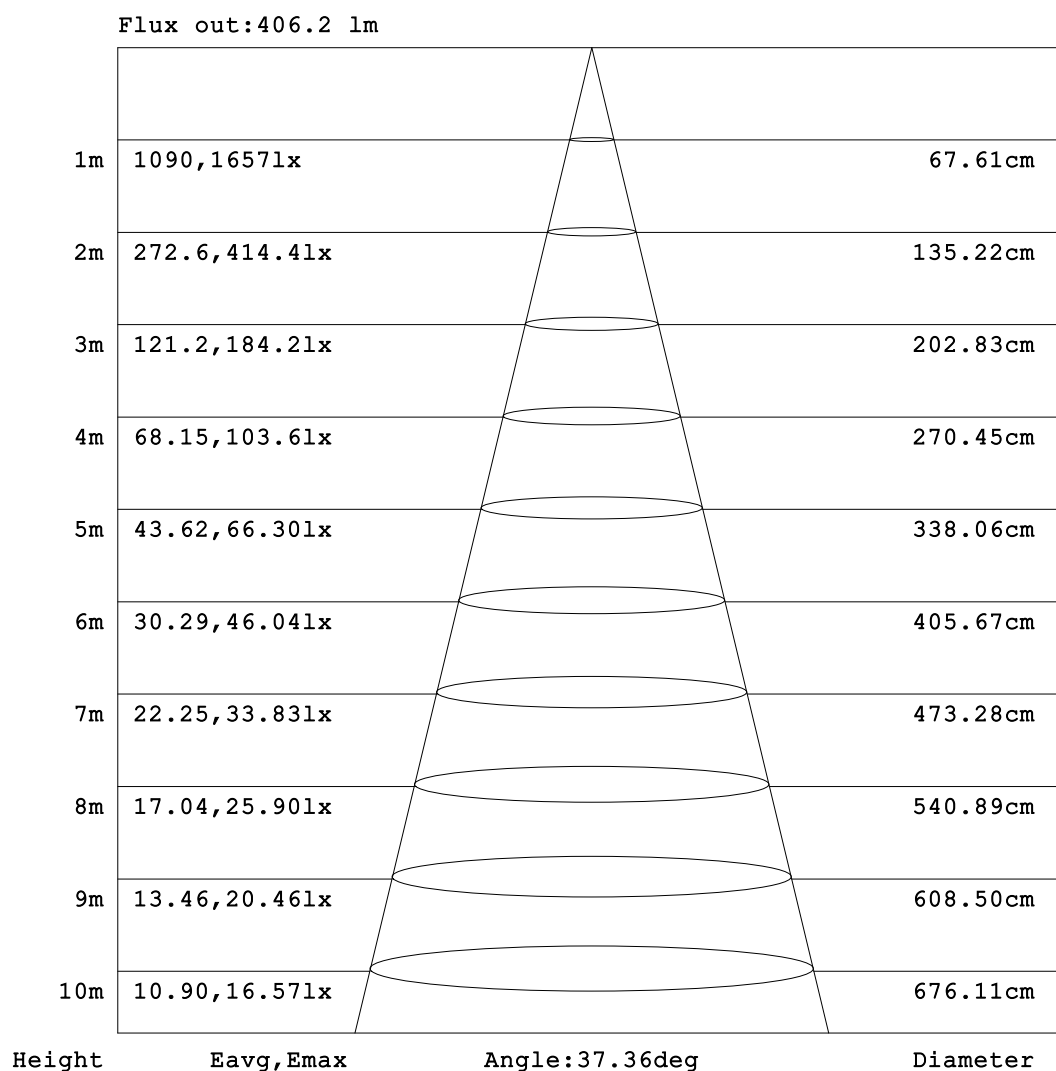 Flux out:406.2 lm
1m 1090,1657lx 67.61cm
2m 272.6,414.4lx 135.22cm
3m 121.2,184.2lx 202.83cm
4m 68.15,103.6lx 270.45cm
5m 43.62,66.30lx 338.06cm
6m 30.29,46.04lx 405.67cm
7m 22.25,33.83lx 473.28cm
8m 17.04,25.90lx 540.89cm
9m 13.46,20.46lx 608.50cm
10m 10.90,16.57lx 676.11cm
Height Eavg,Emax Angle:37.36deg Diameter